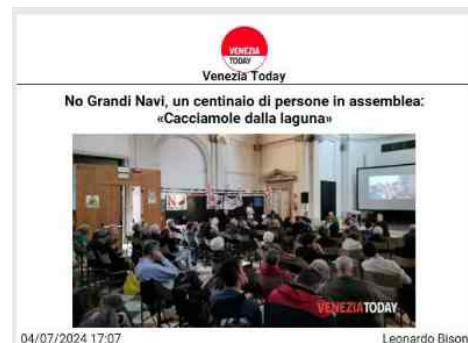 VENEZIA
TODAY
Venezia Today
No Grandi Navi, un centinaio di persone in assemblea:
«Cacciamole dalla laguna»
VENEZIATODAY
04/07/2024 17:07
Leonardo Bison